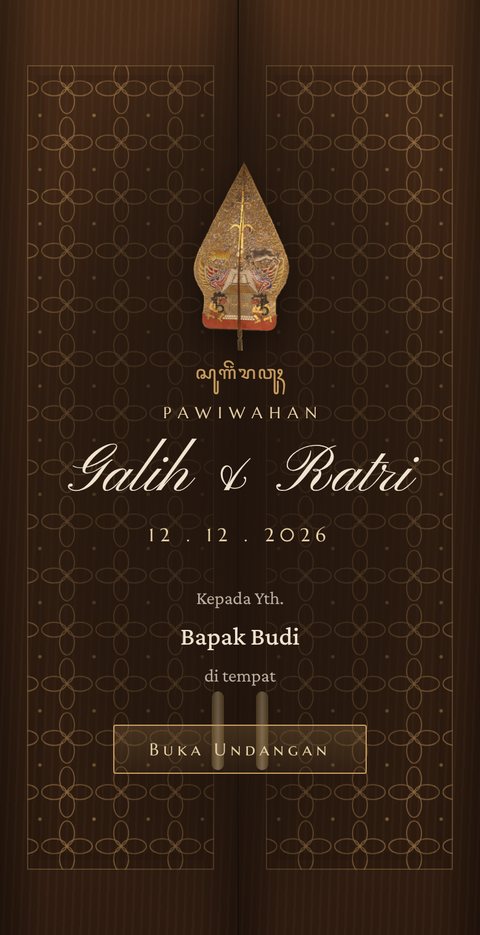 PAWIWAHAN
Galih & Ratri
12 . 12 . 2026
Kepada Yth.
Bapak Budi
di tempat
BUKA UNDANGAN